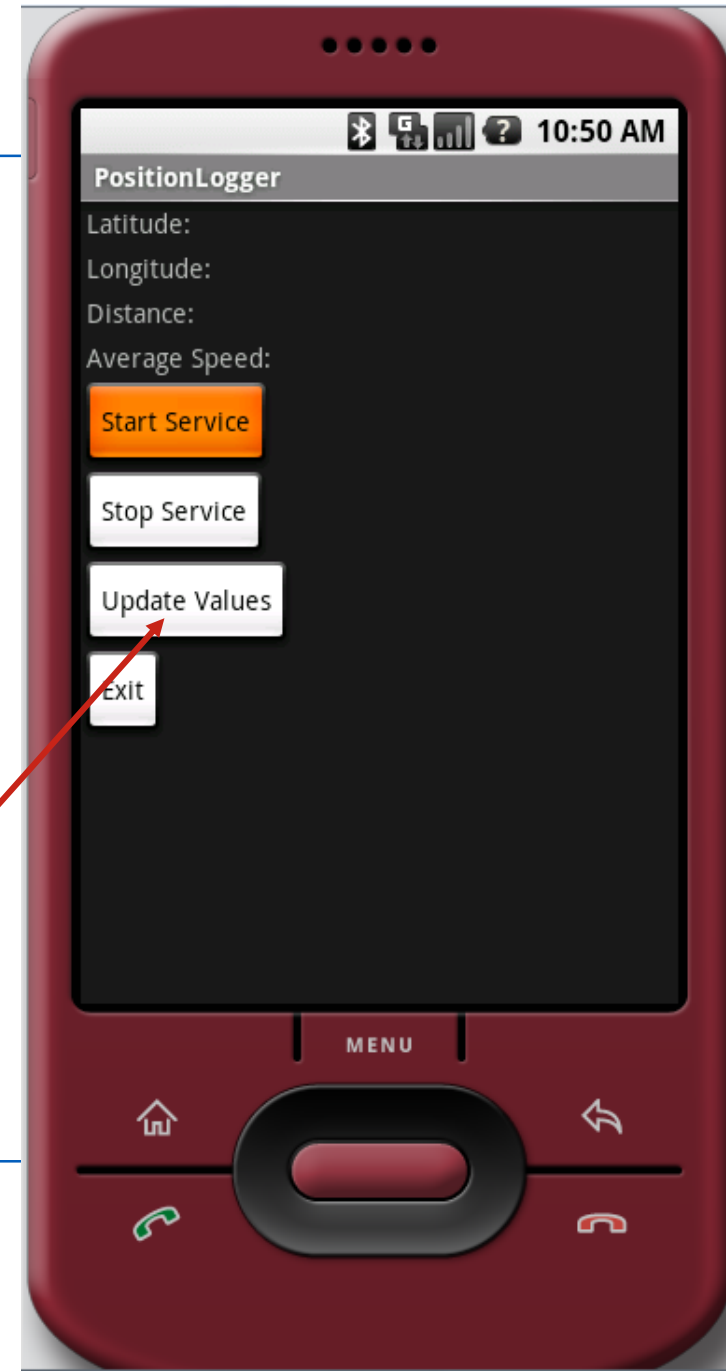 10:50 AM
PositionLogger
Latitude:
Longitude:
Distance:
Average Speed:
Start Service
Stop Service
Update Values
Exit
MENU